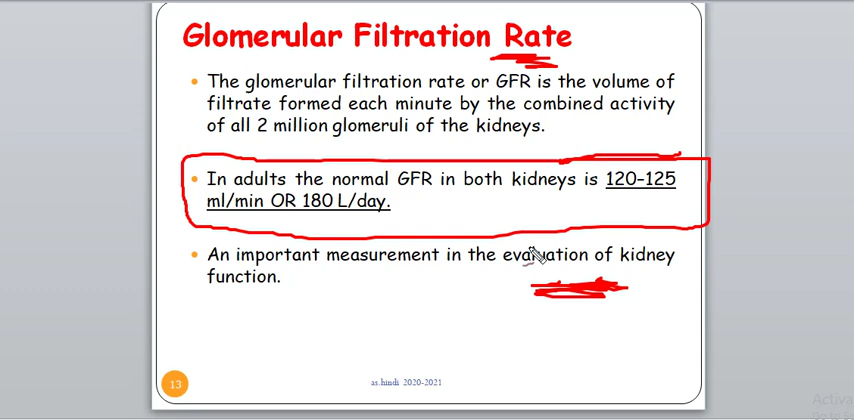 Glomerular Filtration Rate
• The glomerular filtration rate or GFR is the volume of
filtrate formed each minute by the combined activity
of all 2 million glomeruli of the kidneys.
• In adults the normal GFR in both kidneys is 120–125
ml/min OR 180 L/day.
• An important measurement in the evaluation of kidney
function.
13
as.hindi 2020-2021
Activa